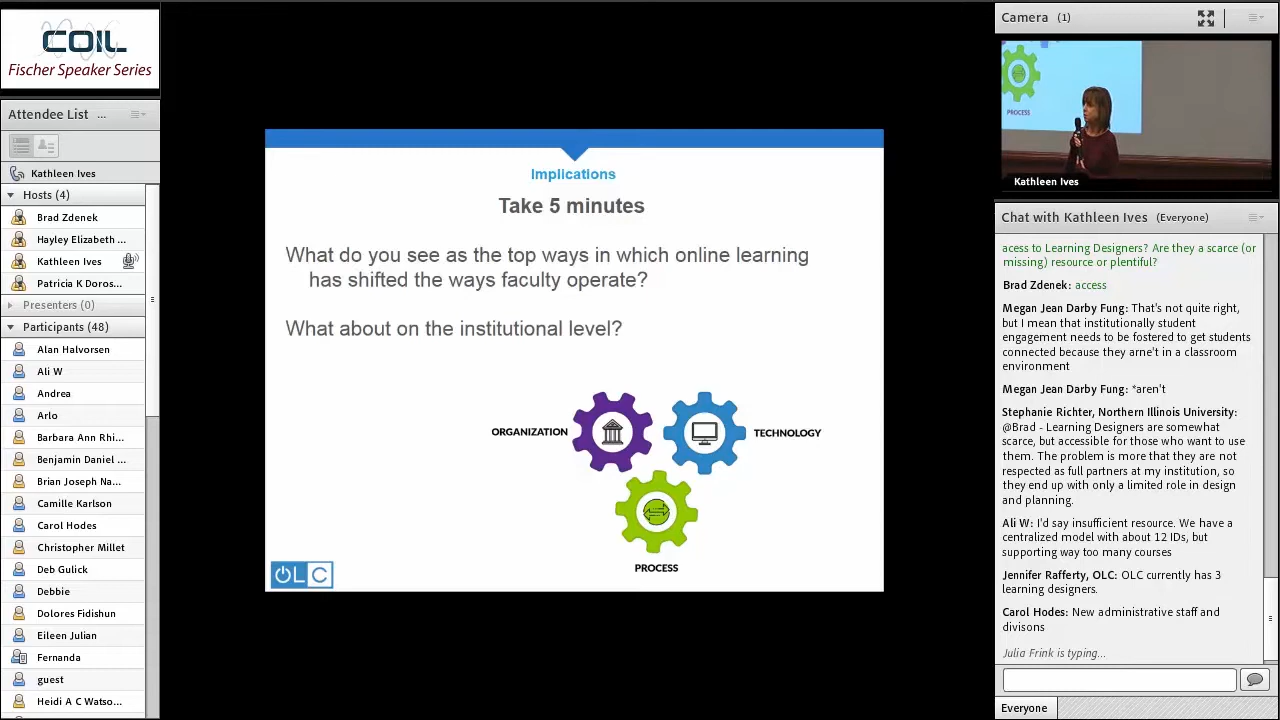 COIL
Fischer Speaker Series
Attendee List ...
Kathleen Ives
Hosts (4)
Brad Zdenek
Hayley Elizabeth ...
Kathleen Ives
Patricia K Doros...
Presenters (0)
Participants (48)
Alan Halvorsen
Ali W
Andrea
Arlo
Barbara Ann Rhi...
Benjamin Daniel ...
Brian Joseph Na...
Camille Karlson
Carol Hodes
Christopher Millet
Deb Gulick
Debbie
Dolores Fidishun
Eileen Julian
Fernanda
guest
Heidi A C Watso...
Implications
Take 5 minutes
What do you see as the top ways in which online learning
has shifted the ways faculty operate?
What about on the institutional level?
ORGANIZATION
TECHNOLOGY
PROCESS
OLC
Camera (1)
PROCESS
Kathleen Ives
Chat with Kathleen Ives (Everyone)
acess to Learning Designers? Are they a scarce (or
missing) resource or plentiful?
Brad Zdenek: access
Megan Jean Darby Fung: That's not quite right,
but I mean that institutionally student
engagement needs to be fostered to get students
connected because they arne't in a classroom
environment
Megan Jean Darby Fung: *aren't
Stephanie Richter, Northern Illinois University:
@Brad - Learning Designers are somewhat
scarce, but accessible for those who want to use
them. The problem is more that they are not
respected as full partners at my institution, so
they end up with only a limited role in design
and planning.
Ali W: I'd say insufficient resource. We have a
centralized model with about 12 IDs, but
supporting way too many courses
Jennifer Rafferty, OLC: OLC currently has 3
learning designers.
Carol Hodes: New administrative staff and
divisons
Julia Frink is typing...
Everyone